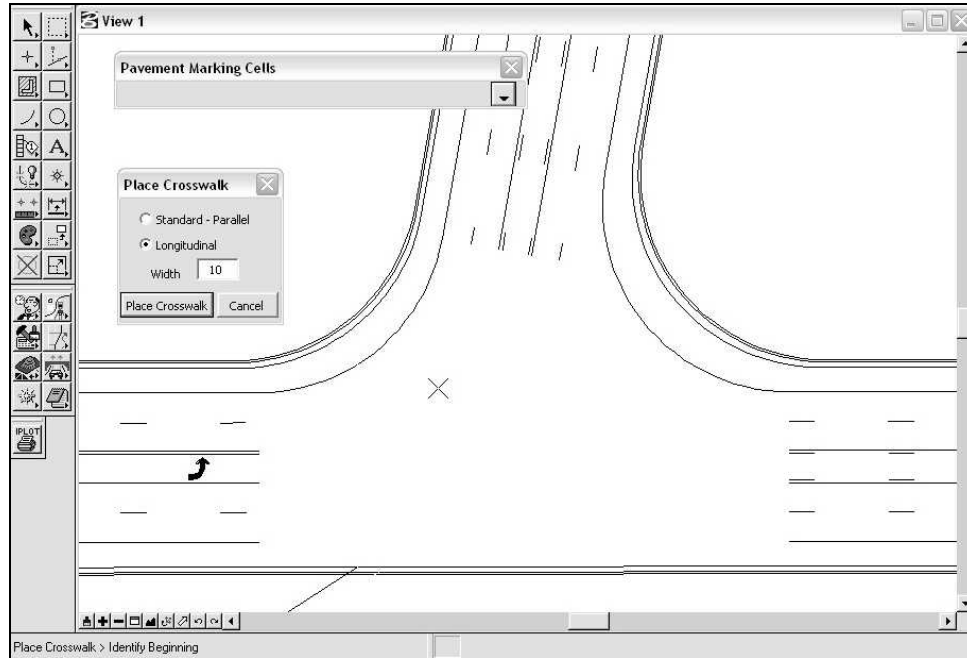 View 1
Pavement Marking Cells
Place Crosswalk
Standard - Parallel
Longitudinal
Width 10
Place Crosswalk Cancel
A
IPLOT
Place Crosswalk > Identify Beginning